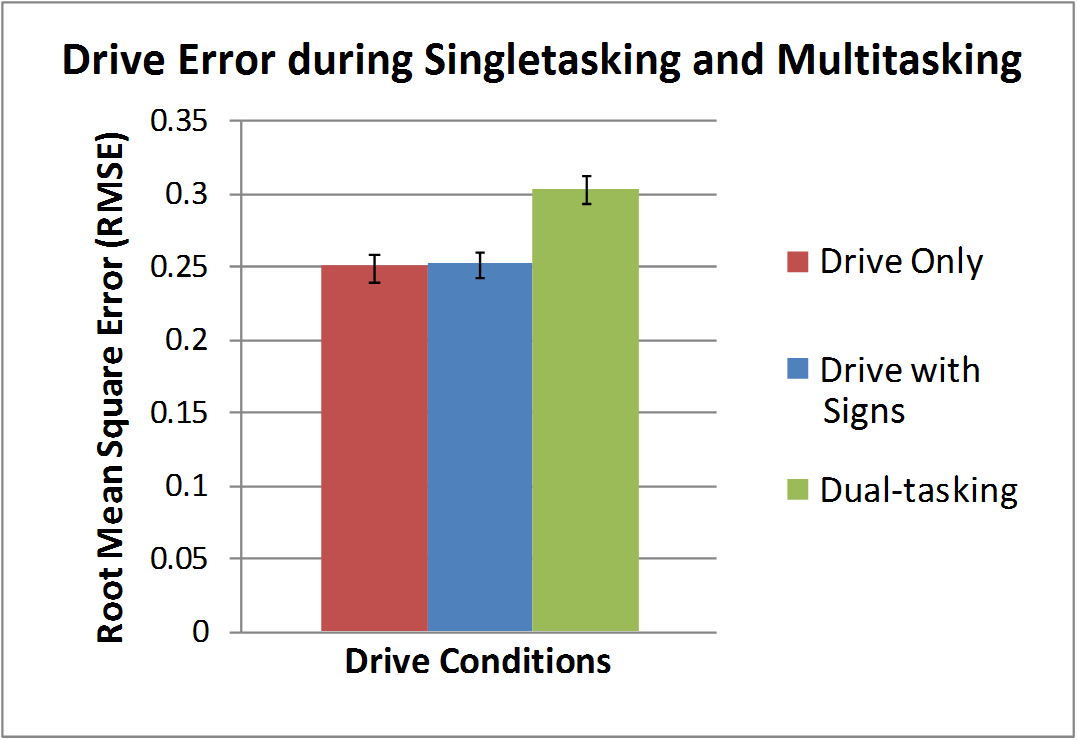 Drive Error during Singletasking and Multitasking
Root Mean Square Error (RMSE)
0.35
0.3
0.25
0.2
0.15
0.1
0.05
0
Drive Conditions
Drive Only
Drive with
Signs
Dual-tasking